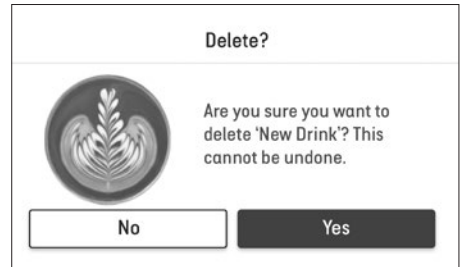 Delete?
Are you sure you want to
delete ‘New Drink’? This
cannot be undone.
No
Yes